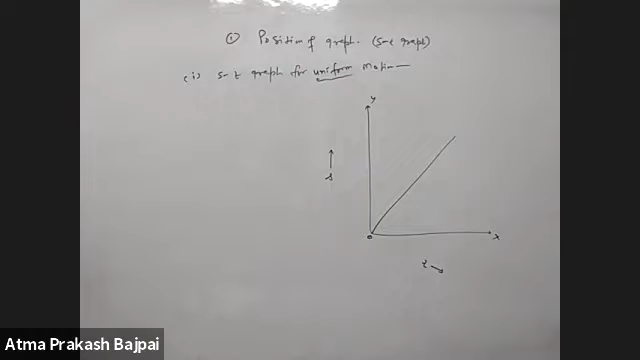 ① Position of graph. (s-t graph)
(i) s-t graph for uniform motion
y
s
o
x
t
Atma Prakash Bajpai